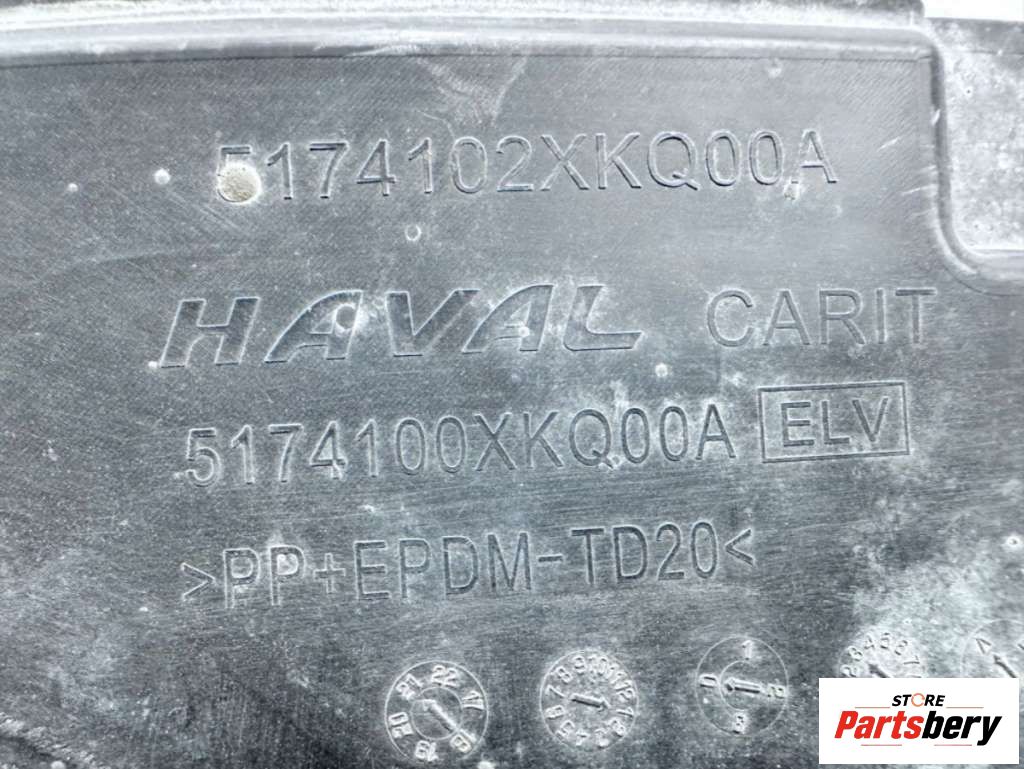 5174102XKQ00A
HAVAL CARIT
5174100XKQ00A ELV
>PP+EPDM-TD20<
STORE
Partsbery